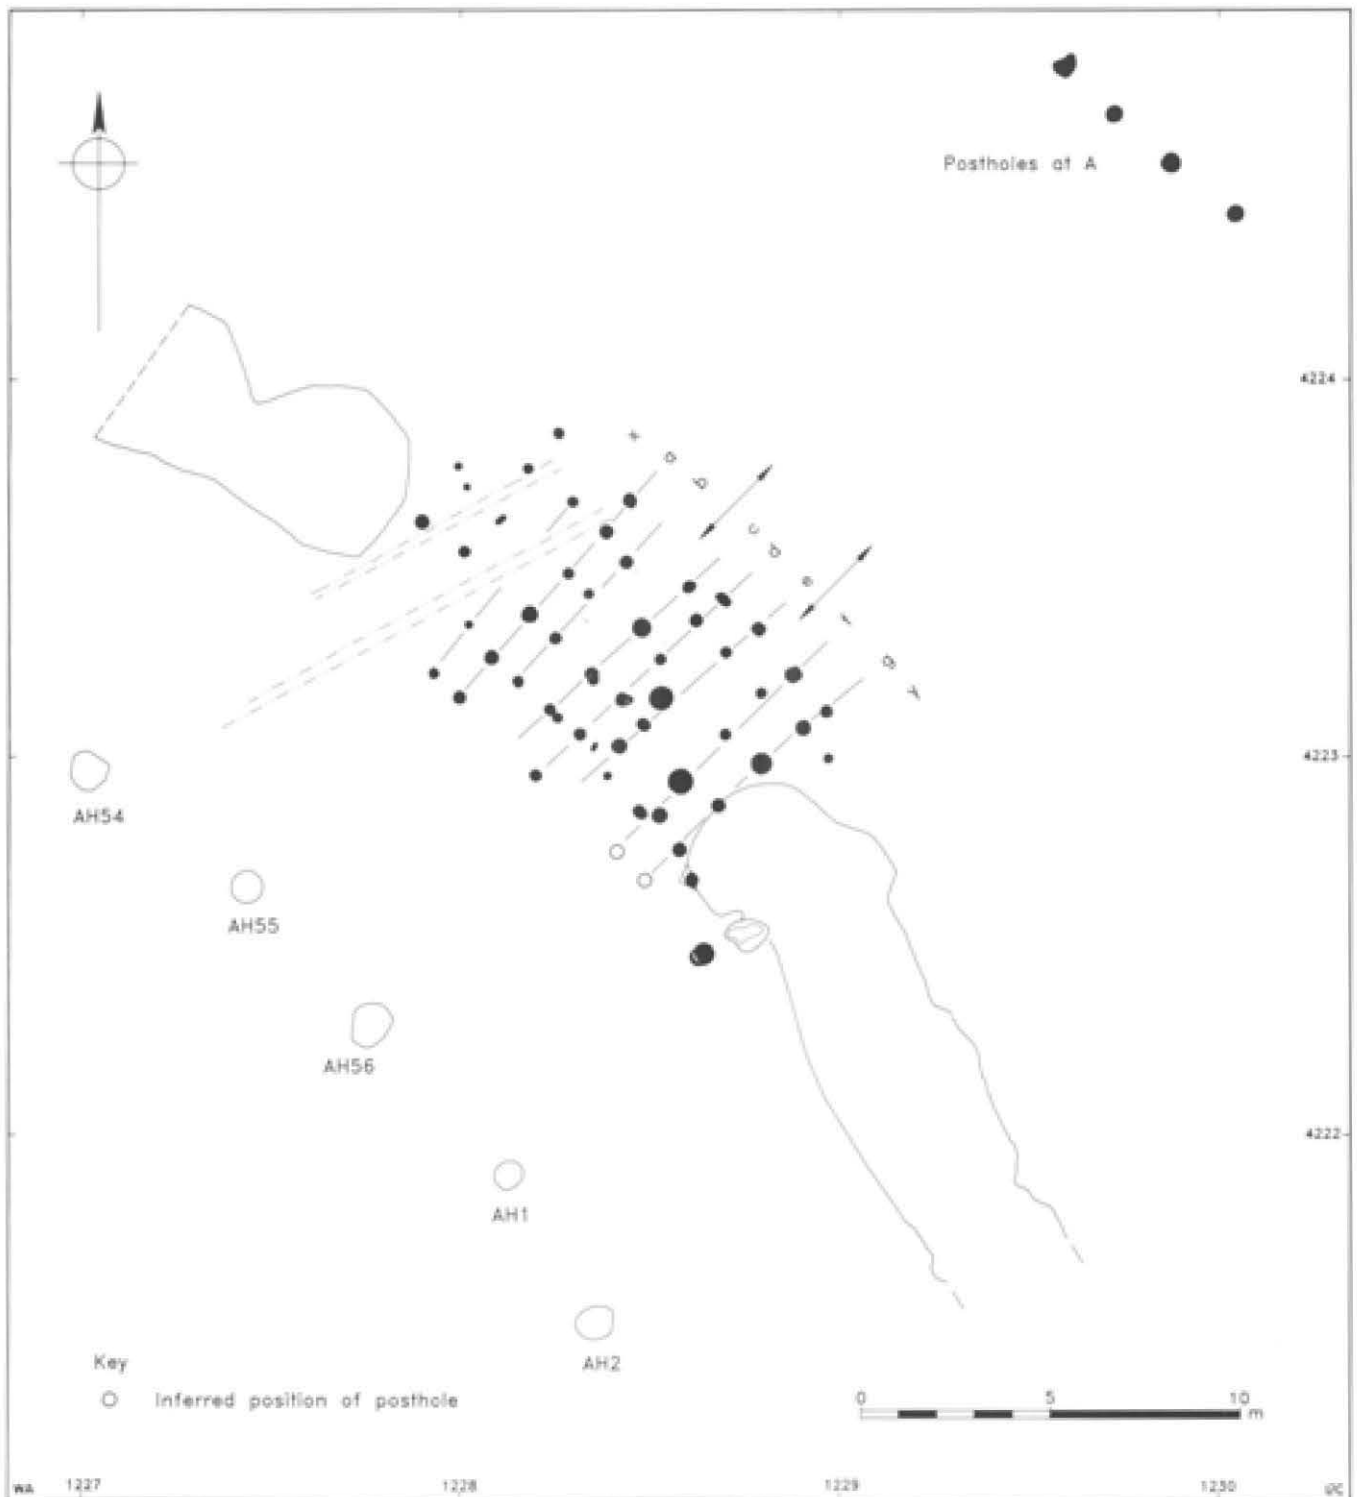 Postholes at A
4224
x
a
b
c
d
e
f
g
y
4223
AH54
AH55
AH56
4222
AH1
AH2
Key
Inferred position of posthole
0 5 10
m
WA 1227 1228 1229 1230